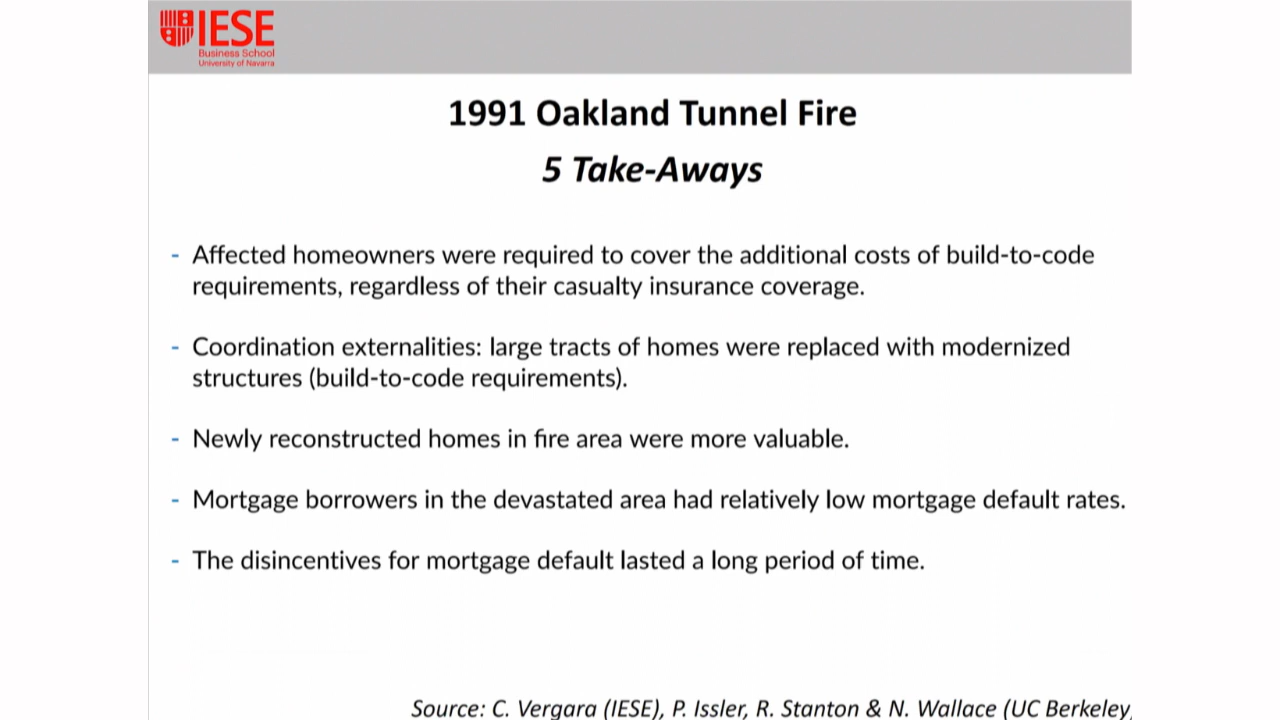 IESE
Business School
University of Navarra
1991 Oakland Tunnel Fire
5 Take-Aways
- Affected homeowners were required to cover the additional costs of build-to-code
requirements, regardless of their casualty insurance coverage.
- Coordination externalities: large tracts of homes were replaced with modernized
structures (build-to-code requirements).
- Newly reconstructed homes in fire area were more valuable.
- Mortgage borrowers in the devastated area had relatively low mortgage default rates.
- The disincentives for mortgage default lasted a long period of time.
Source: C. Vergara (IESE), P. Issler, R. Stanton & N. Wallace (UC Berkeley